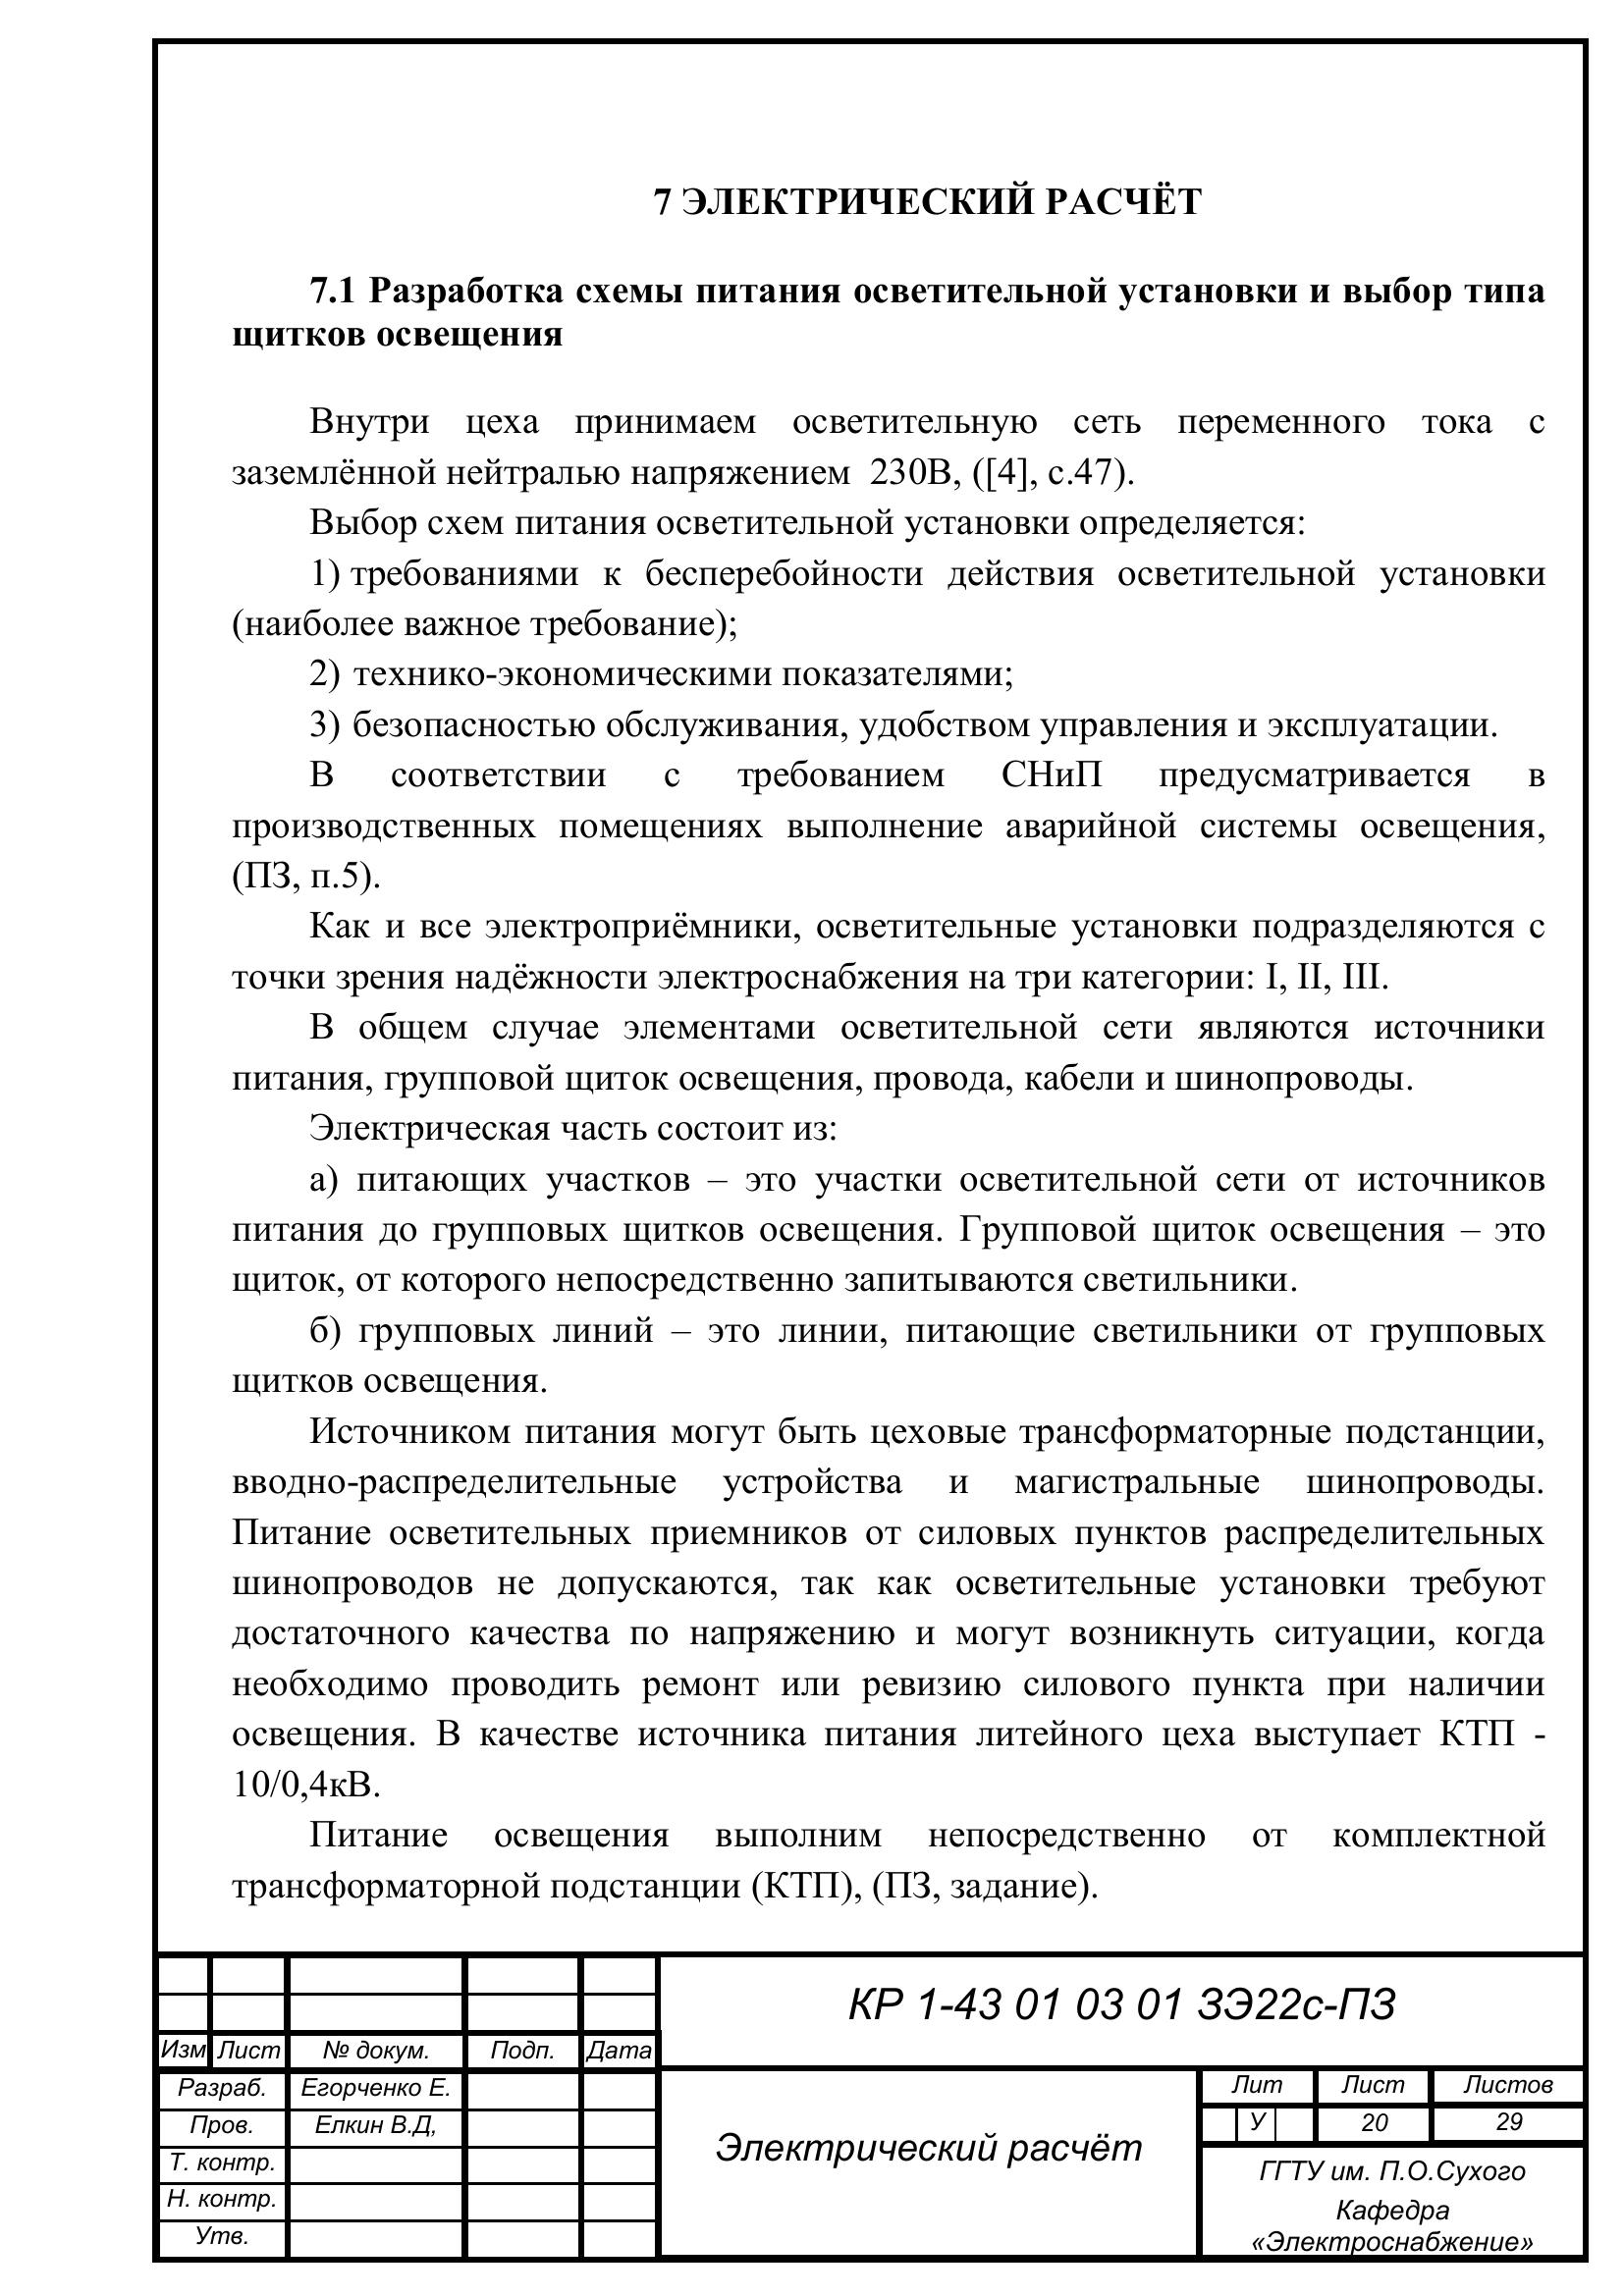 7 ЭЛЕКТРИЧЕСКИЙ РАСЧЁТ
7.1 Разработка схемы питания осветительной установки и выбор типа
щитков освещения
Внутри цеха принимаем осветительную сеть переменного тока с
заземлённой нейтралью напряжением 230В, ([4], с.47).
Выбор схем питания осветительной установки определяется:
1) требованиями к бесперебойности действия осветительной установки
(наиболее важное требование);
2) технико-экономическими показателями;
3) безопасностью обслуживания, удобством управления и эксплуатации.
В соответствии с требованием СНиП предусматривается в
производственных помещениях выполнение аварийной системы освещения,
(ПЗ, п.5).
Как и все электроприёмники, осветительные установки подразделяются с
точки зрения надёжности электроснабжения на три категории: I, II, III.
В общем случае элементами осветительной сети являются источники
питания, групповой щиток освещения, провода, кабели и шинопроводы.
Электрическая часть состоит из:
а) питающих участков – это участки осветительной сети от источников
питания до групповых щитков освещения. Групповой щиток освещения – это
щиток, от которого непосредственно запитываются светильники.
б) групповых линий – это линии, питающие светильники от групповых
щитков освещения.
Источником питания могут быть цеховые трансформаторные подстанции,
вводно-распределительные устройства и магистральные шинопроводы.
Питание осветительных приемников от силовых пунктов распределительных
шинопроводов не допускаются, так как осветительные установки требуют
достаточного качества по напряжению и могут возникнуть ситуации, когда
необходимо проводить ремонт или ревизию силового пункта при наличии
освещения. В качестве источника питания литейного цеха выступает КТП -
10/0,4кВ.
Питание освещения выполним непосредственно от комплектной
трансформаторной подстанции (КТП), (ПЗ, задание).
КР 1-43 01 03 01 ЗЭ22с-ПЗ
Изм Лист № докум. Подп. Дата
Разраб. Егорченко Е.
Пров. Елкин В.Д,
Т. контр.
Н. контр.
Утв.
Электрический расчёт
Лит Лист Листов
У 20 29
ГГТУ им. П.О.Сухого
Кафедра
«Электроснабжение»